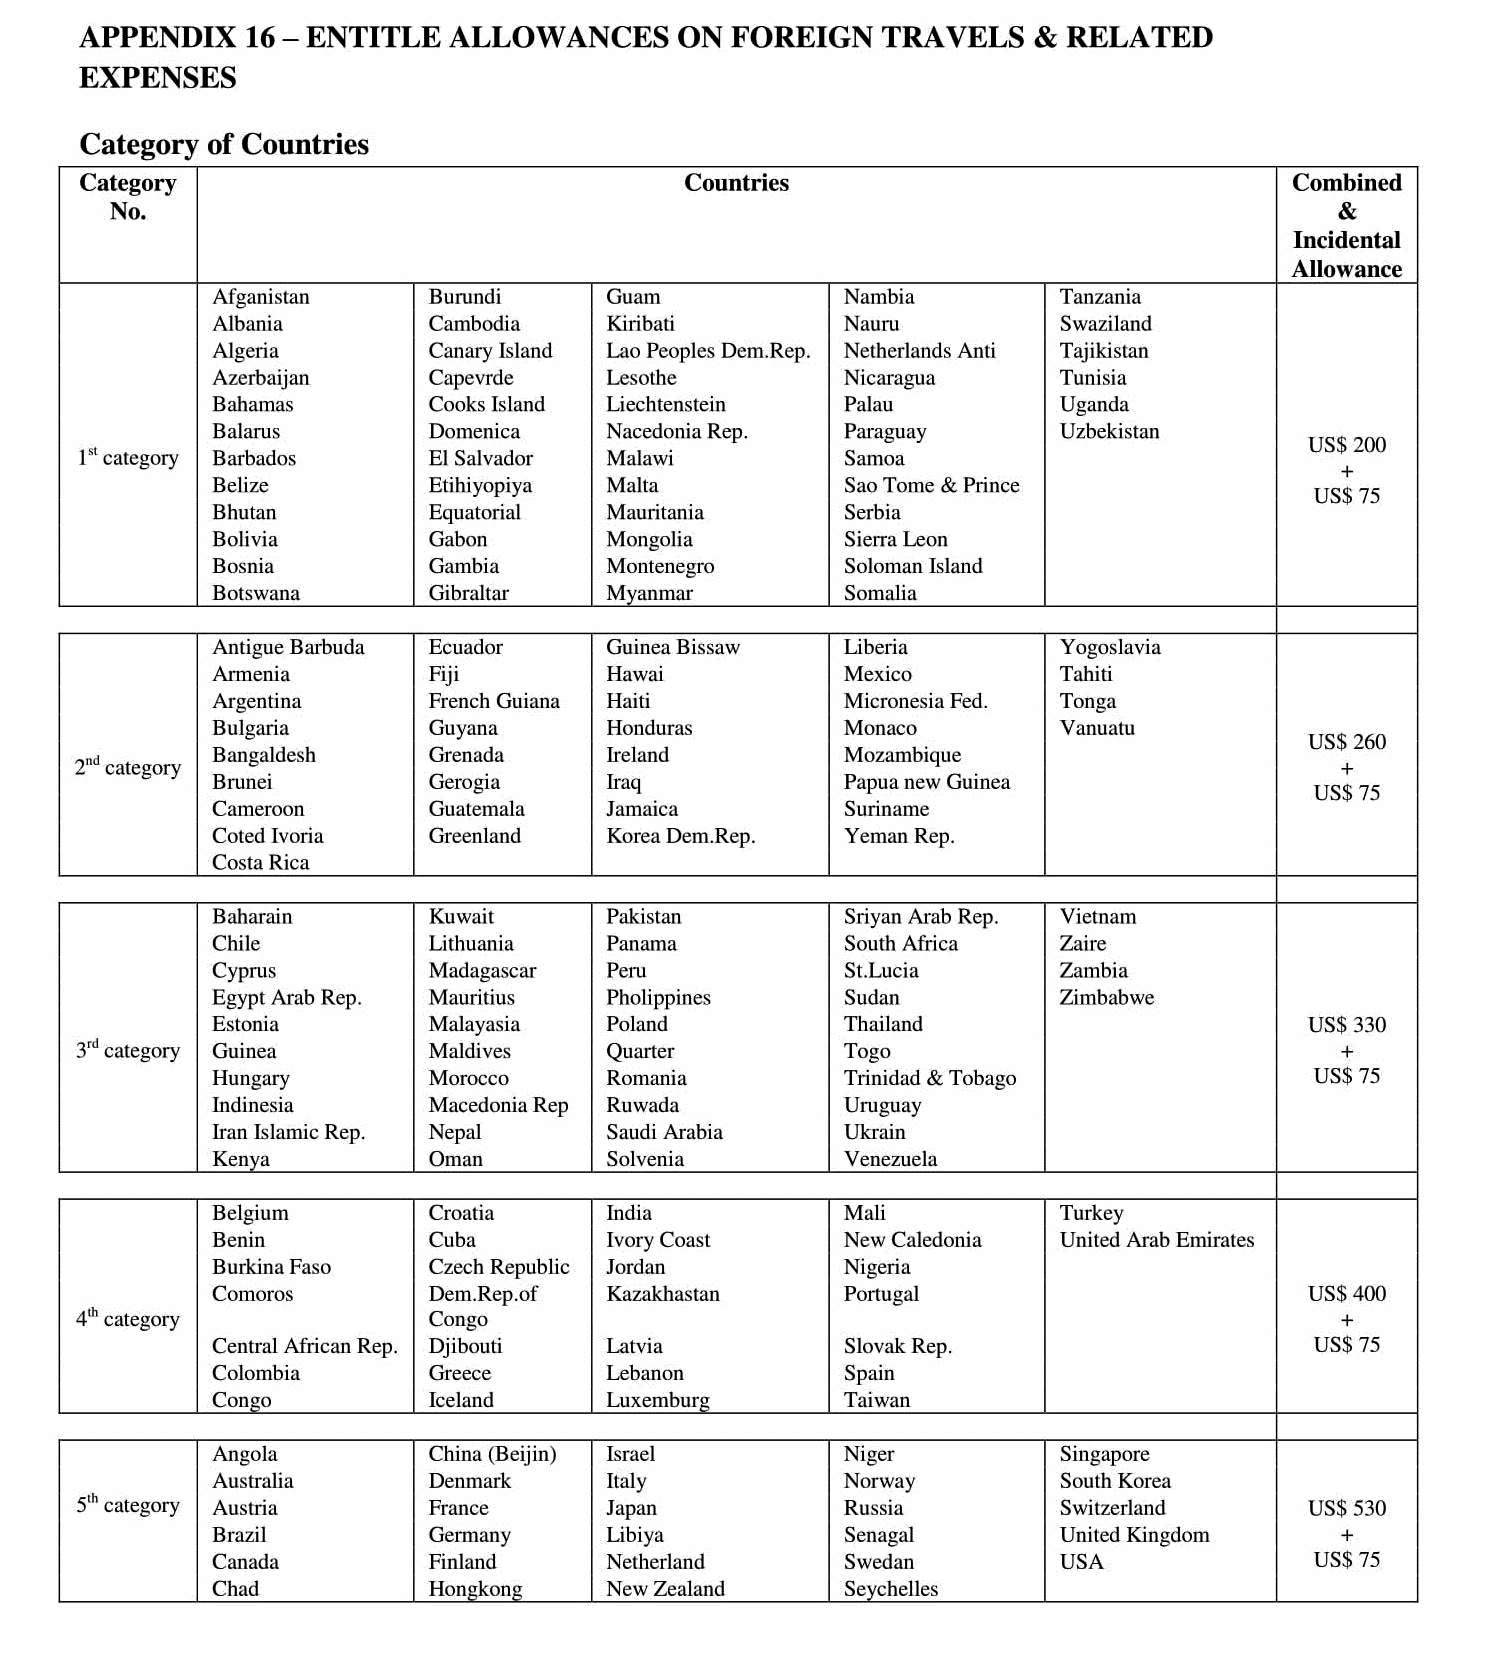 APPENDIX 16 – ENTITLE ALLOWANCES ON FOREIGN TRAVELS & RELATED
EXPENSES
Category of Countries
Category No. Countries Combined & Incidental Allowance
1st category
Afganistan Burundi Guam Nambia Tanzania
Albania Cambodia Kiribati Nauru Swaziland
Algeria Canary Island Lao Peoples Dem.Rep. Netherlands Anti Tajikistan
Azerbaijan Capevrde Lesothe Nicaragua Tunisia
Bahamas Cooks Island Liechtenstein Palau Uganda
Balarus Domenica Nacedonia Rep. Paraguay Uzbekistan
Barbados El Salvador Malawi Samoa
Belize Etihiyopiya Malta Sao Tome & Prince
Bhutan Equatorial Mauritania Serbia
Bolivia Gabon Mongolia Sierra Leon
Bosnia Gambia Montenegro Soloman Island
Botswana Gibraltar Myanmar Somalia
US$ 200
+
US$ 75
2nd category
Antigue Barbuda Ecuador Guinea Bissaw Liberia Yogoslavia
Armenia Fiji Hawai Mexico Tahiti
Argentina French Guiana Haiti Micronesia Fed. Tonga
Bulgaria Guyana Honduras Monaco Vanuatu
Bangaldesh Grenada Ireland Mozambique
Brunei Gerogia Iraq Papua new Guinea
Cameroon Guatemala Jamaica Suriname
Coted Ivoria Greenland Korea Dem.Rep. Yeman Rep.
Costa Rica
US$ 260
+
US$ 75
3rd category
Baharain Kuwait Pakistan Sriyan Arab Rep. Vietnam
Chile Lithuania Panama South Africa Zaire
Cyprus Madagascar Peru St.Lucia Zambia
Egypt Arab Rep. Mauritius Pholippines Sudan Zimbabwe
Estonia Malayasia Poland Thailand
Guinea Maldives Quarter Togo
Hungary Morocco Romania Trinidad & Tobago
Indinesia Macedonia Rep Ruwada Uruguay
Iran Islamic Rep. Nepal Saudi Arabia Ukrain
Kenya Oman Solvenia Venezuela
US$ 330
+
US$ 75
4th category
Belgium Croatia India Mali Turkey
Benin Cuba Ivory Coast New Caledonia United Arab Emirates
Burkina Faso Czech Republic Jordan Nigeria
Comoros Dem.Rep.of Kazakhastan Portugal
Congo
Central African Rep. Djibouti Latvia Slovak Rep.
Colombia Greece Lebanon Spain
Congo Iceland Luxemburg Taiwan
US$ 400
+
US$ 75
5th category
Angola China (Beijin) Israel Niger Singapore
Australia Denmark Italy Norway South Korea
Austria France Japan Russia Switzerland
Brazil Germany Libiya Senagal United Kingdom
Canada Finland Netherland Swedan USA
Chad Hongkong New Zealand Seychelles
US$ 530
+
US$ 75